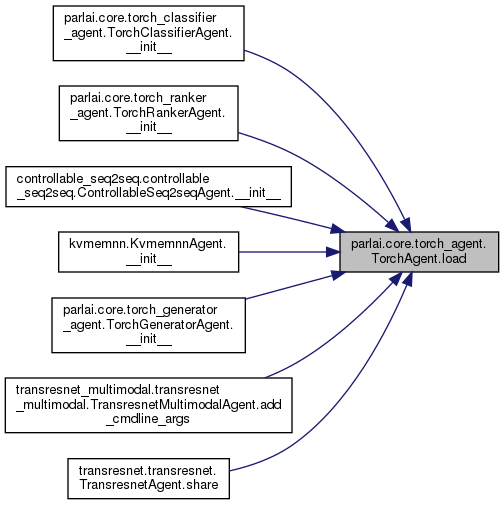 parlai.core.torch_classifier
_agent.TorchClassifierAgent.
__init__
parlai.core.torch_ranker
_agent.TorchRankerAgent.
__init__
controllable_seq2seq.controllable
_seq2seq.ControllableSeq2seqAgent.__init__
kvmemnn.KvmemnnAgent.
__init__
parlai.core.torch_generator
_agent.TorchGeneratorAgent.
__init__
transresnet_multimodal.transresnet
_multimodal.TransresnetMultimodalAgent.add
_cmdline_args
transresnet.transresnet.
TransresnetAgent.share
parlai.core.torch_agent.
TorchAgent.load